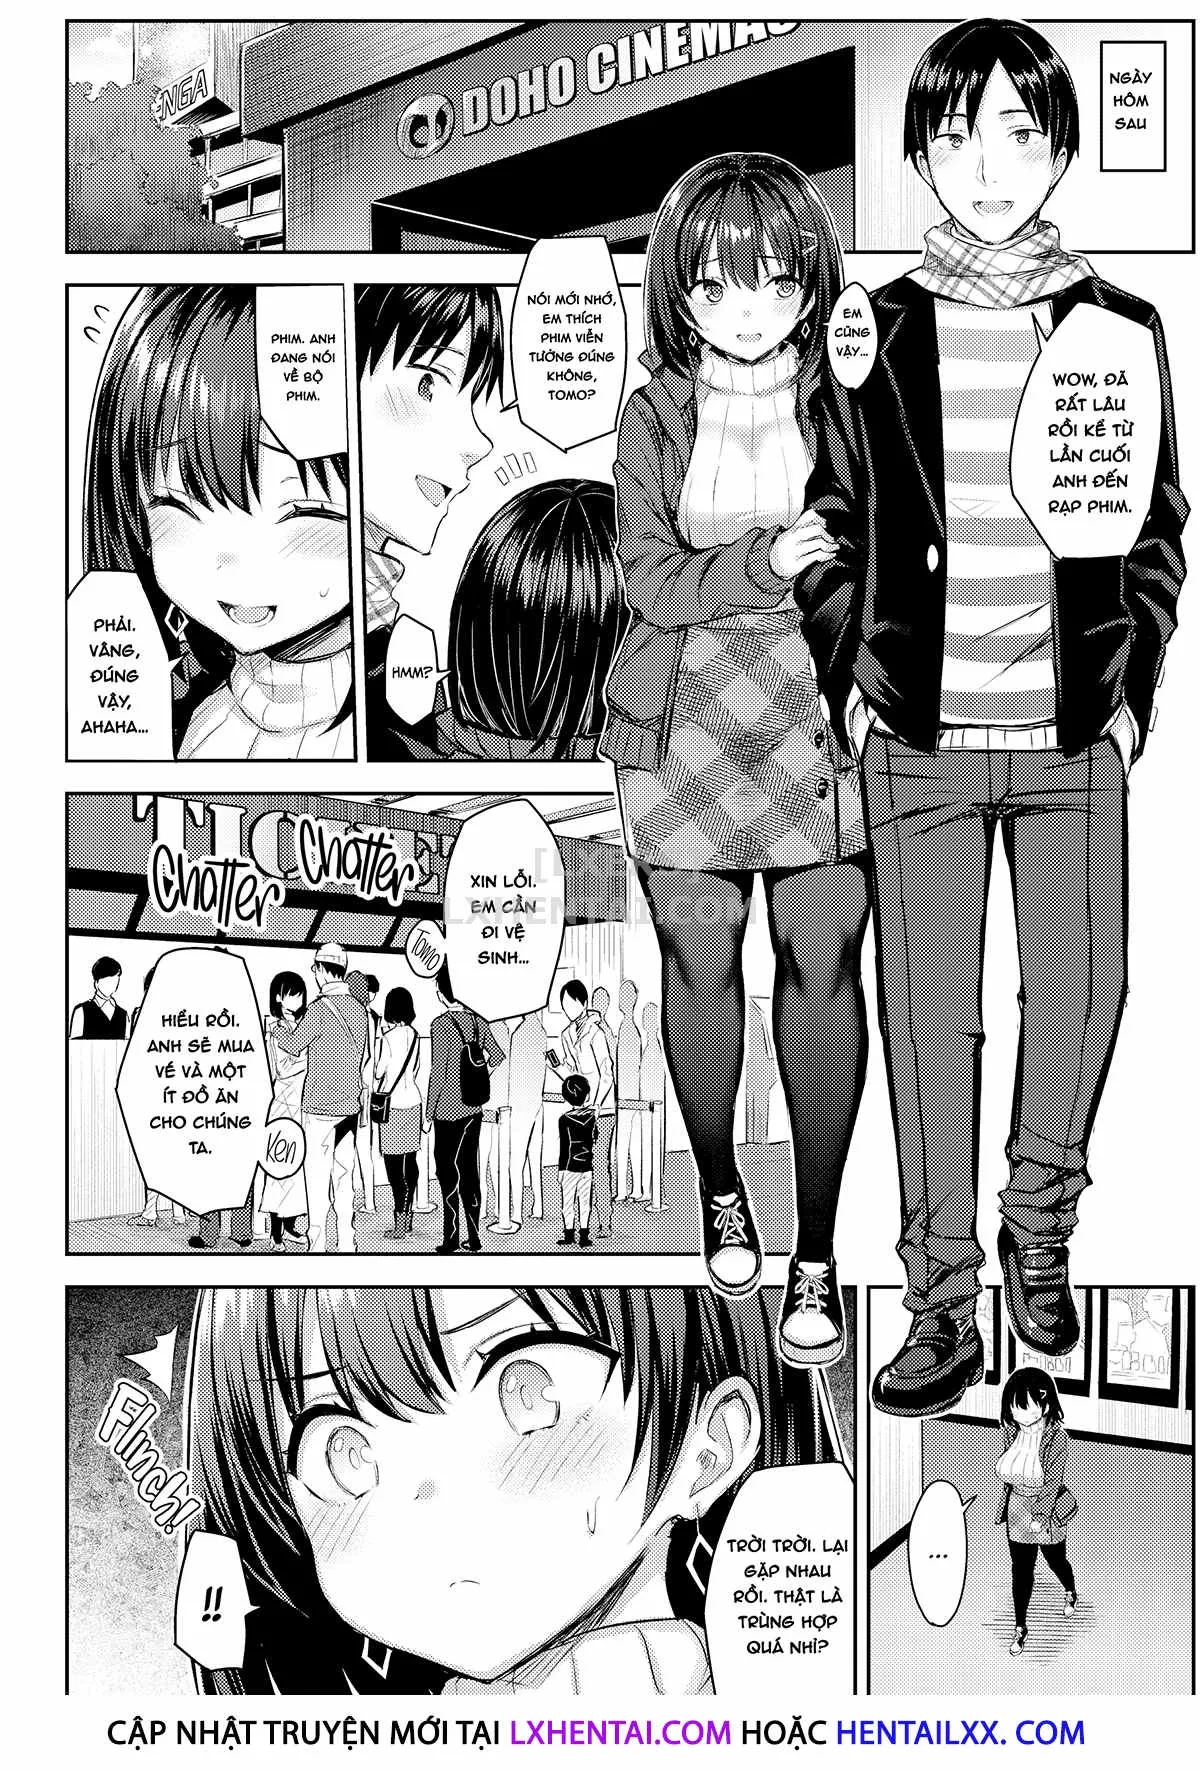 NGÀY
HÔM
SAU
NGA
DOHO CINEMAS
WOW, ĐÃ
RẤT LÂU
RỒI KỂ TỪ
LẦN CUỐI
ANH ĐẾN
RẠP PHIM.
EM
CŨNG
VẬY...
NÓI MỚI NHỚ,
EM THÍCH
PHIM VIỄN
TƯỞNG ĐÚNG
KHÔNG,
TOMO?
HMM?
PHIM. ANH
ĐANG NÓI
VỀ BỘ
PHIM.
PHẢI.
VÂNG,
ĐÚNG
VẬY,
AHAHA...
TICKET
Chatter
Chatter
XIN LỖI.
EM CẦN
ĐI VỆ
SINH...
Tomo
HIỂU RỒI.
ANH SẼ MUA
VÉ VÀ MỘT
ÍT ĐỒ ĂN
CHO CHÚNG
TA.
Ken
LXHENTAI.COM
...
TRỜI TRỜI. LẠI
GẶP NHAU
RỒI. THẬT LÀ
TRÙNG HỢP
QUÁ NHỈ?
Flinch!
!!
CẬP NHẬT TRUYỆN MỚI TẠI LXHENTAI.COM HOẶC HENTAILXX. COM